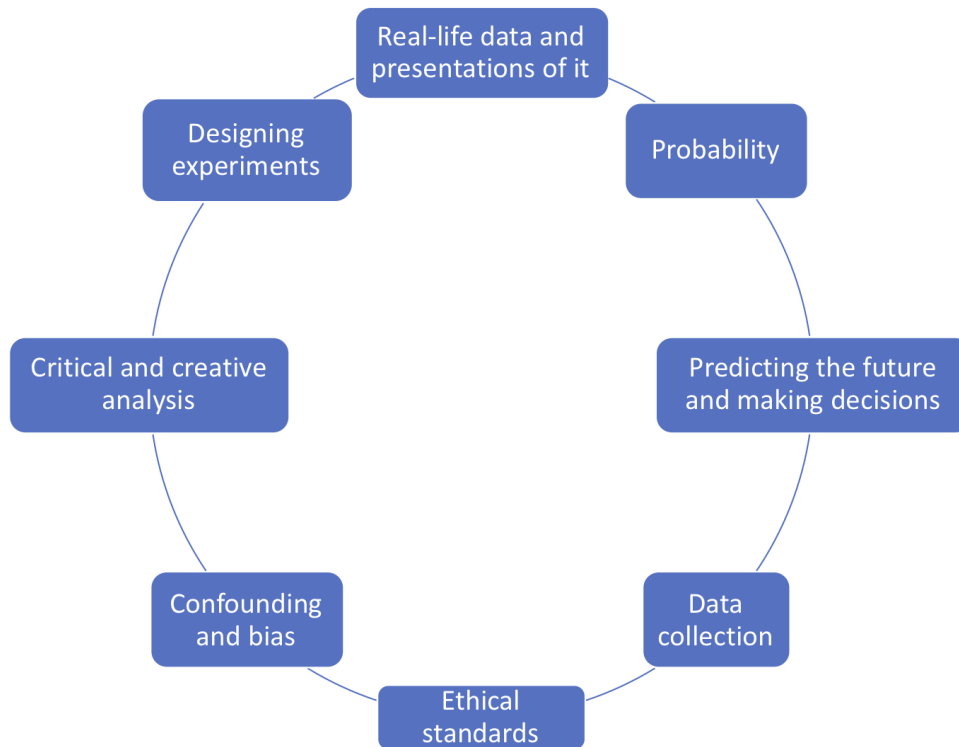 Real-life data and
presentations of it
Probability
Predicting the future
and making decisions
Data
collection
Ethical
standards
Confounding
and bias
Critical and creative
analysis
Designing
experiments